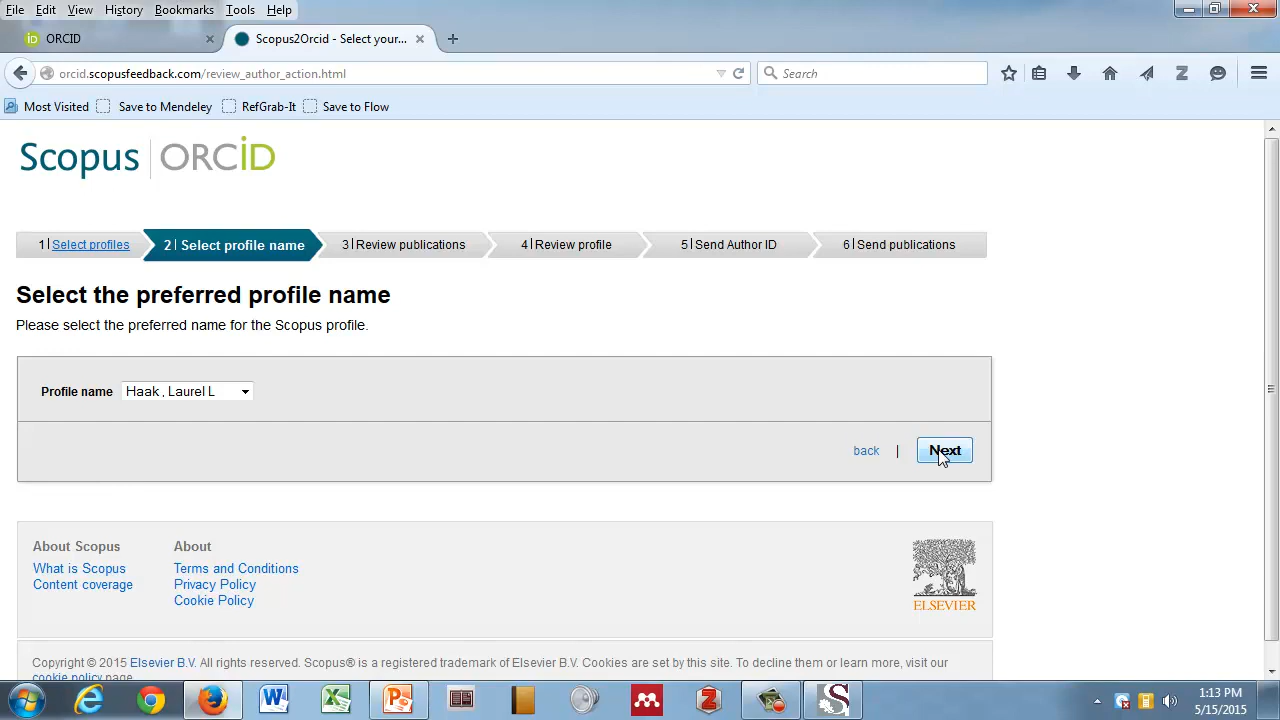 File Edit View History Bookmarks Tools Help
iD ORCID × Scopus2Orcid - Select your... × +
orcid.scopusfeedback.com/review_author_action.html Search
Most Visited Save to Mendeley RefGrab-It Save to Flow
Scopus | ORCID
1 | Select profiles 2 | Select profile name 3 | Review publications 4 | Review profile 5 | Send Author ID 6 | Send publications
Select the preferred profile name
Please select the preferred name for the Scopus profile.
Profile name Haak , Laurel L
back | Next
About Scopus About
What is Scopus Terms and Conditions
Content coverage Privacy Policy
Cookie Policy
ELSEVIER
Copyright © 2015 Elsevier B.V. All rights reserved. Scopus® is a registered trademark of Elsevier B.V. Cookies are set by this site. To decline them or learn more, visit our
cookie policy page
1:13 PM
5/15/2015